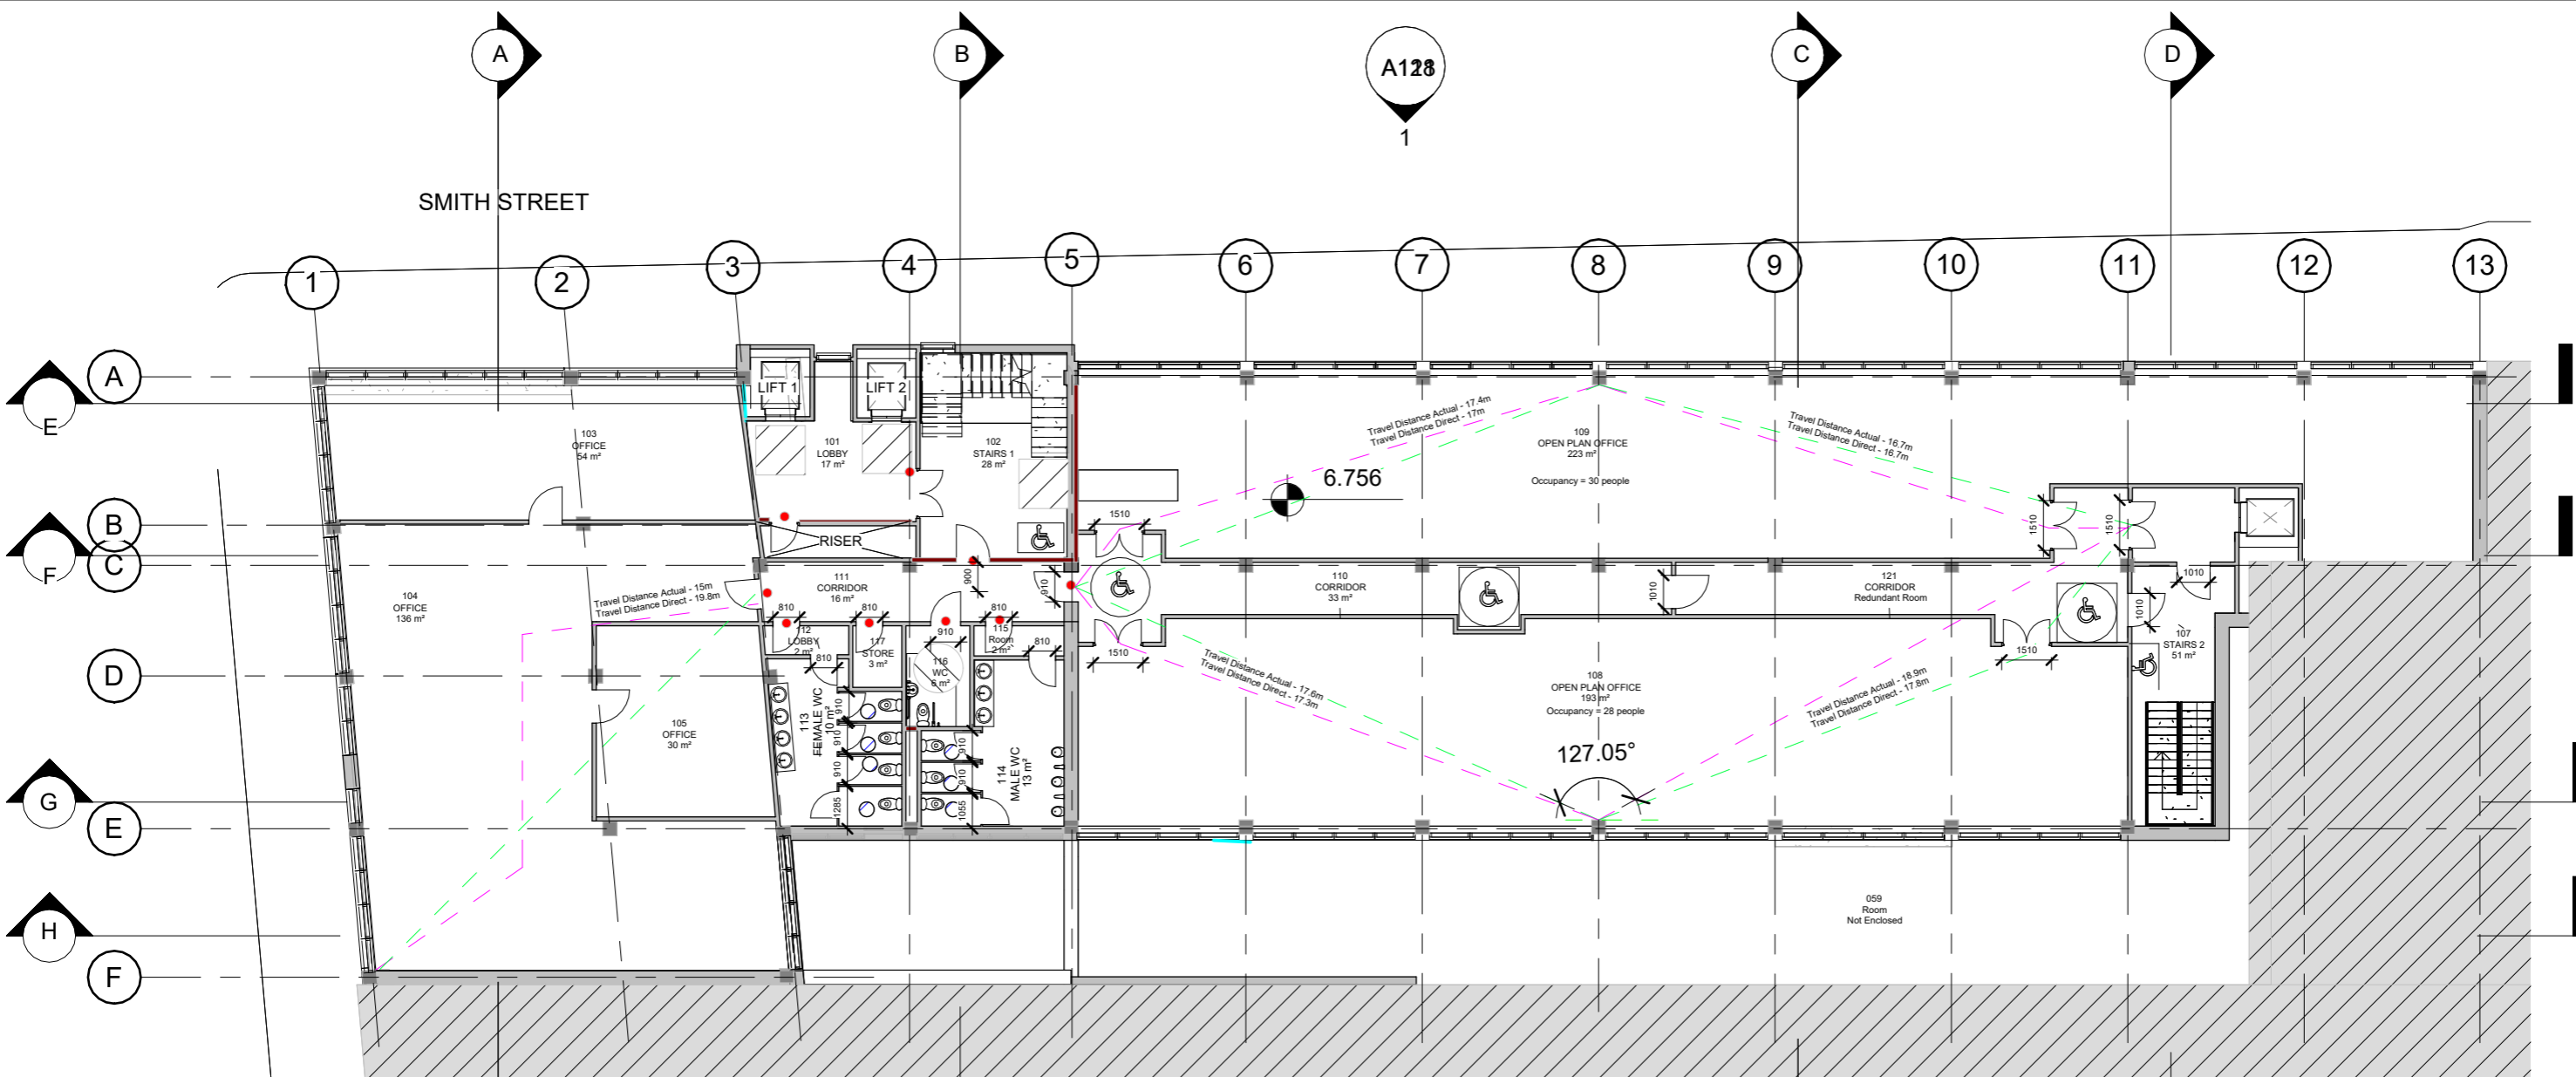 A
B
A128
C
D
1
SMITH STREET
1
2
3
4
5
6
7
8
9
10
11
12
13
A
E
B
C
F
D
G
E
H
F
103
OFFICE
54 m²
LIFT 1
LIFT 2
101
LOBBY
17 m²
102
STAIRS 1
28 m²
RISER
Travel Distance Actual - 17.4m
Travel Distance Direct - 17m
109
OPEN PLAN OFFICE
223 m²
Occupancy = 30 people
6.756
Travel Distance Actual - 16.7m
Travel Distance Direct - 16.7m
1510
1510
1510
104
OFFICE
136 m²
Travel Distance Actual - 15m
Travel Distance Direct - 19.8m
111
CORRIDOR
16 m²
900
910
110
CORRIDOR
33 m²
1010
121
CORRIDOR
Redundant Room
1010
1010
107
STAIRS 2
51 m²
810
810
910
810
112
LOBBY
2 m²
117
STORE
3 m²
115
Room
2 m²
810
810
116
WC
6 m²
1510
1510
105
OFFICE
30 m²
113
FEMALE WC
10 m²
910
910
910
1285
114
MALE WC
13 m²
910
910
1055
Travel Distance Actual - 17.6m
Travel Distance Direct - 17.3m
108
OPEN PLAN OFFICE
193 m²
Occupancy = 28 people
127.05°
Travel Distance Actual - 18.9m
Travel Distance Direct - 17.8m
059
Room
Not Enclosed